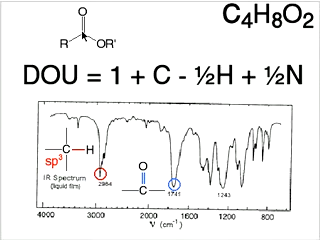 C4H8O2
O
R OR'
DOU = 1 + C - ½H + ½N
C H
sp3
O
C
IR Spectrum
(liquid film)
2984
1741
1243
4000 3000 2000 1600 1200 800
V (cm-1)